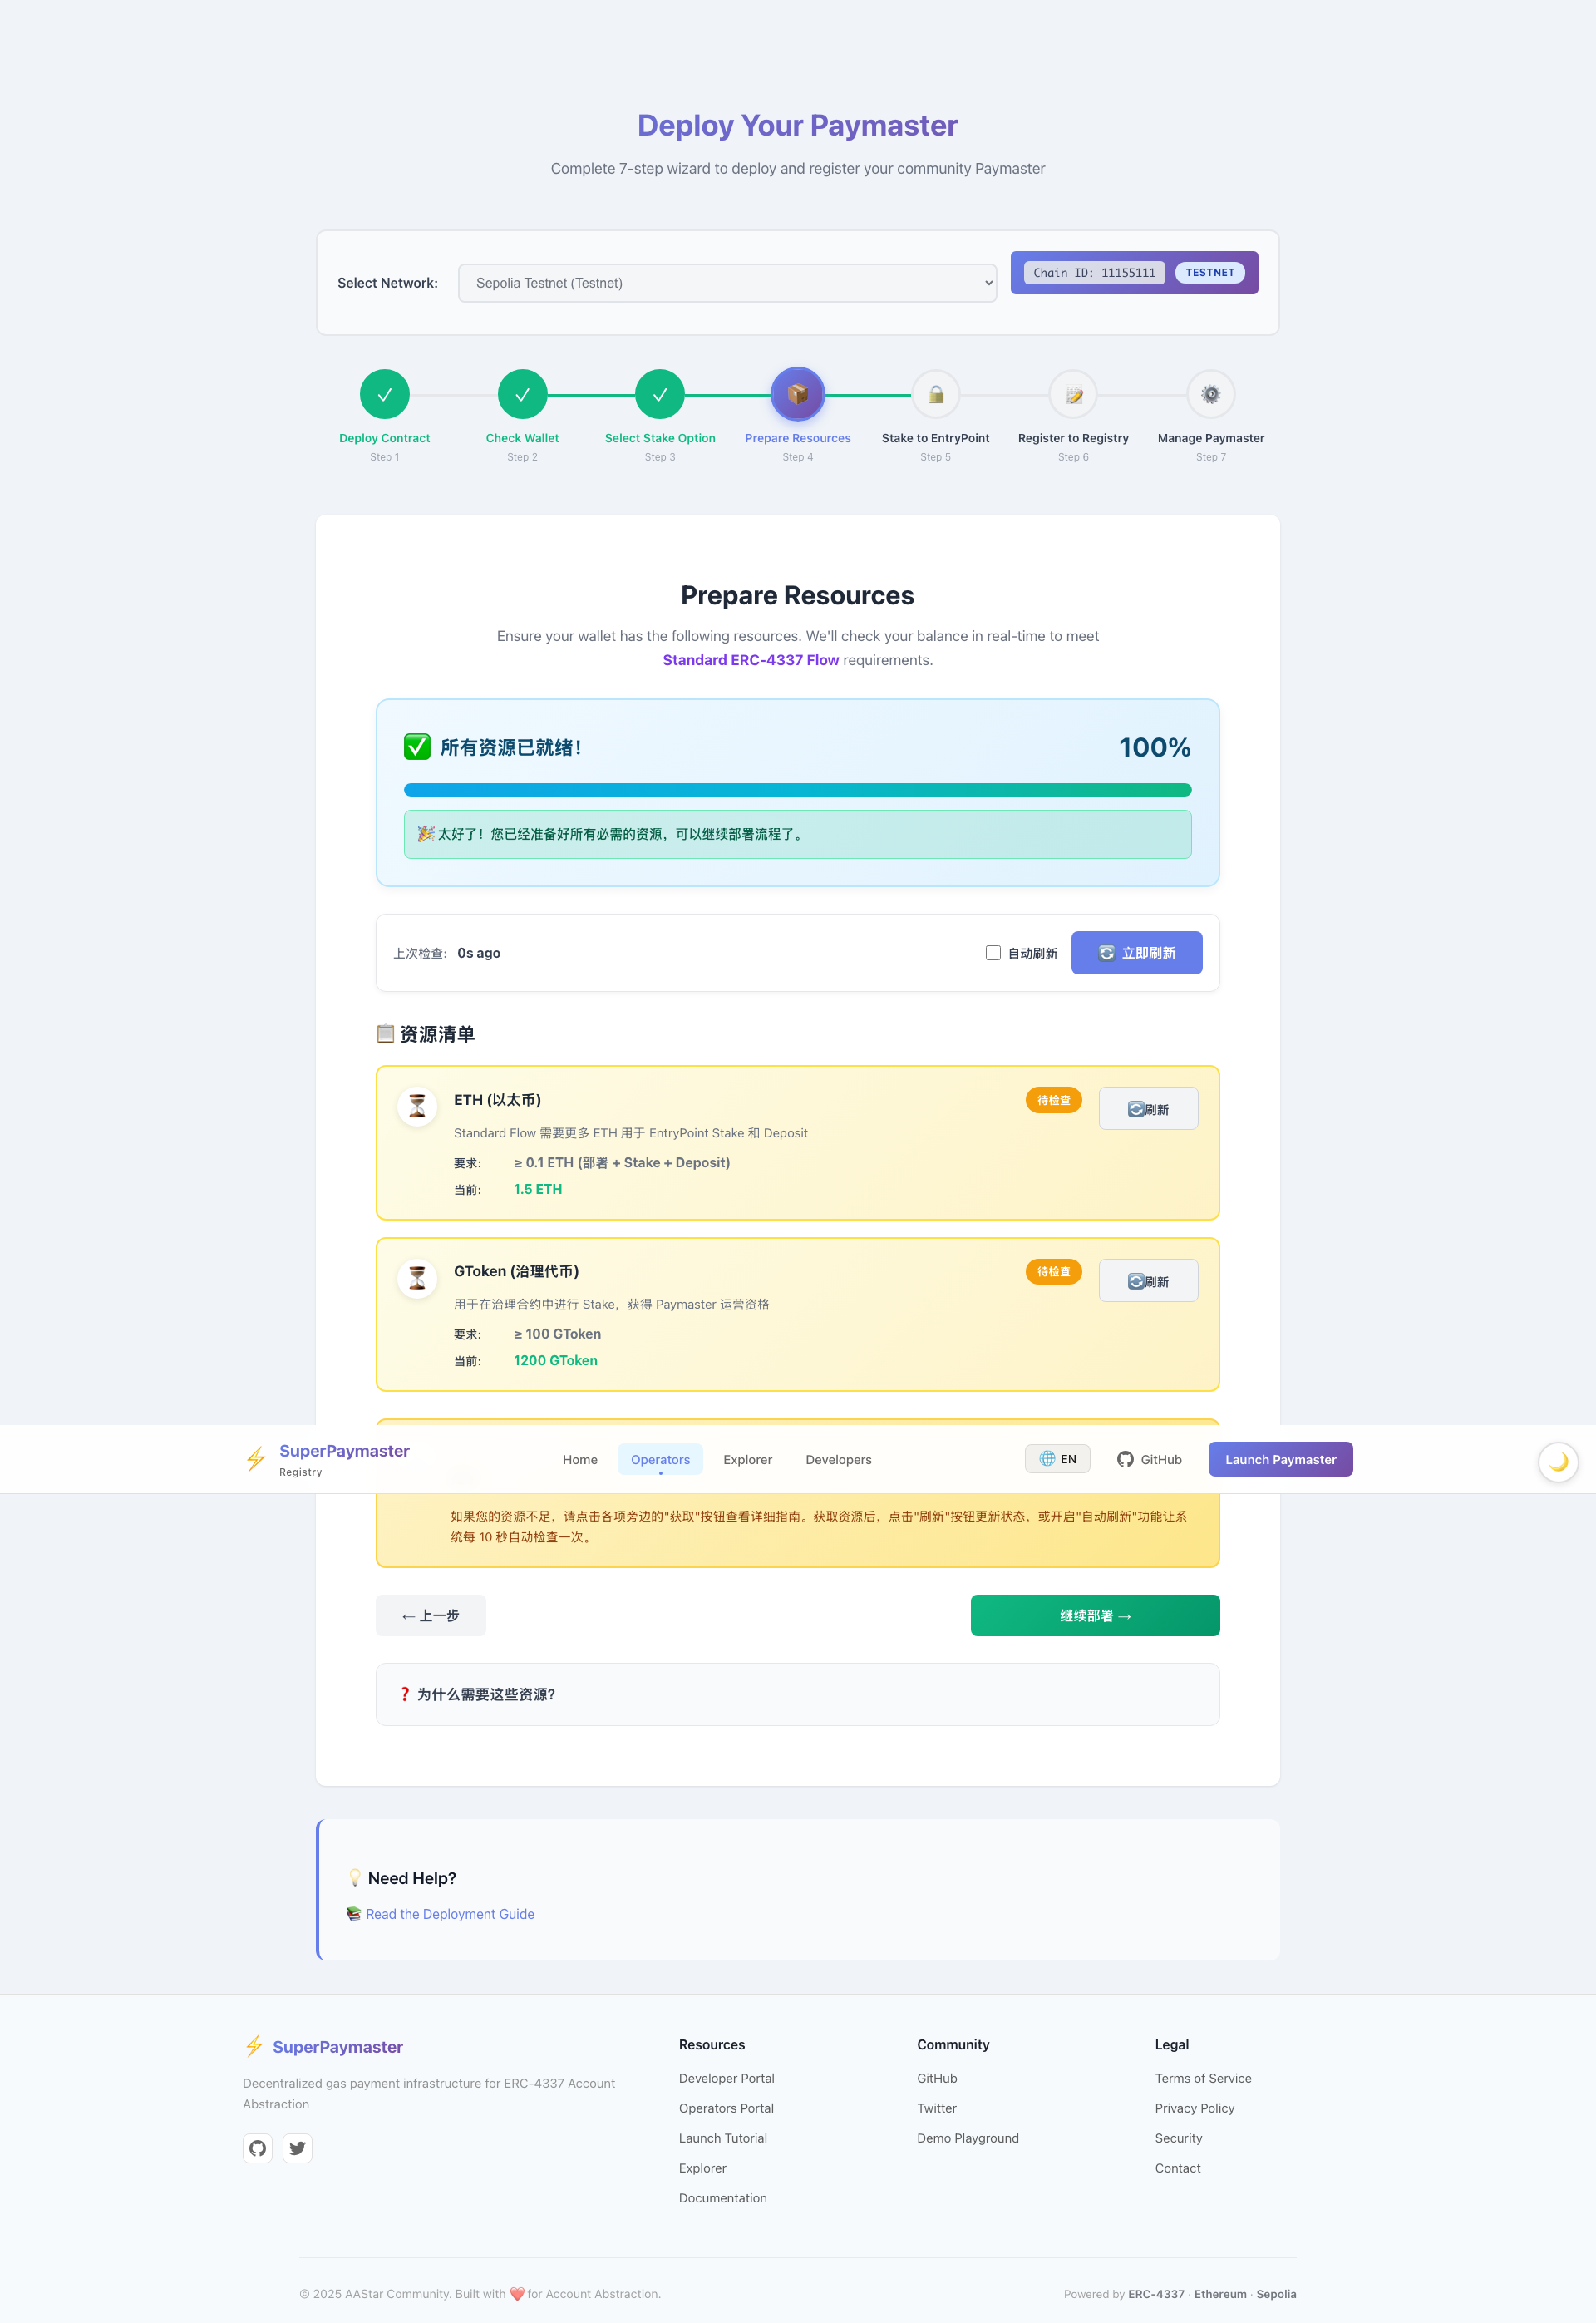 Deploy Your Paymaster
Complete 7-step wizard to deploy and register your community Paymaster
Select Network:
Sepolia Testnet (Testnet)
Chain ID: 11155111
TESTNET
Deploy Contract
Step 1
Check Wallet
Step 2
Select Stake Option
Step 3
Prepare Resources
Step 4
Stake to EntryPoint
Step 5
Register to Registry
Step 6
Manage Paymaster
Step 7
Prepare Resources
Ensure your wallet has the following resources. We'll check your balance in real-time to meet
Standard ERC-4337 Flow requirements.
✅ 所有资源已就绪！
100%
🎉 太好了！您已经准备好所有必需的资源，可以继续部署流程了。
上次检查: 0s ago
自动刷新
🔄 立即刷新
📋 资源清单
ETH (以太币)
待检查
🔄刷新
Standard Flow 需要更多 ETH 用于 EntryPoint Stake 和 Deposit
要求: ≥ 0.1 ETH (部署 + Stake + Deposit)
当前: 1.5 ETH
GToken (治理代币)
待检查
🔄刷新
用于在治理合约中进行 Stake，获得 Paymaster 运营资格
要求: ≥ 100 GToken
当前: 1200 GToken
SuperPaymaster
Registry
Home
Operators
Explorer
Developers
🌐 EN
GitHub
Launch Paymaster
如果您的资源不足，请点击各项旁边的"获取"按钮查看详细指南。获取资源后，点击"刷新"按钮更新状态，或开启"自动刷新"功能让系
统每 10 秒自动检查一次。
← 上一步
继续部署 →
❓ 为什么需要这些资源?
💡 Need Help?
📚 Read the Deployment Guide
⚡ SuperPaymaster
Decentralized gas payment infrastructure for ERC-4337 Account
Abstraction
Resources
Developer Portal
Operators Portal
Launch Tutorial
Explorer
Documentation
Community
GitHub
Twitter
Demo Playground
Legal
Terms of Service
Privacy Policy
Security
Contact
© 2025 AAStar Community. Built with ❤️ for Account Abstraction.
Powered by ERC-4337 · Ethereum · Sepolia